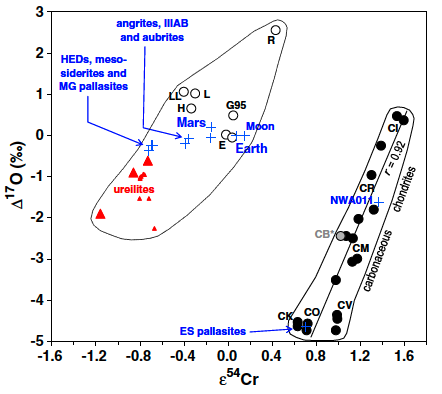 3
2
1
0
-1
-2
-3
-4
-5
Δ17O (‰)
angrites, IIIAB
and aubrites
HEDs, meso-
siderites and
MG pallasites
R
LL
L
H
G95
Mars
Moon
E
Earth
ureilites
CI
r = 0.92
CR
NWA011
chondrites
CB*
CM
carbonaceous
CK
CO
CV
ES pallasites
-1.6
-1.2
-0.8
-0.4
0.0
0.4
0.8
1.2
1.6
ε54Cr